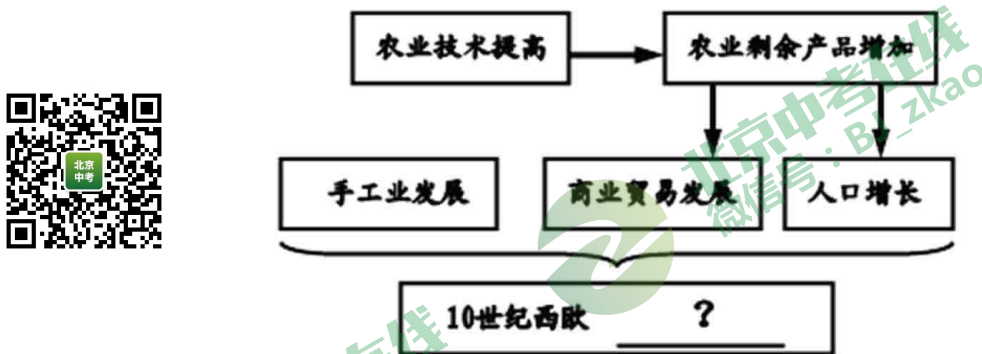 农业技术提高
农业剩余产品增加
北京
中考
手工业发展
商业贸易发展
人口增长
10世纪西欧 ?
北京中考在线
微信号：BJ_zkao